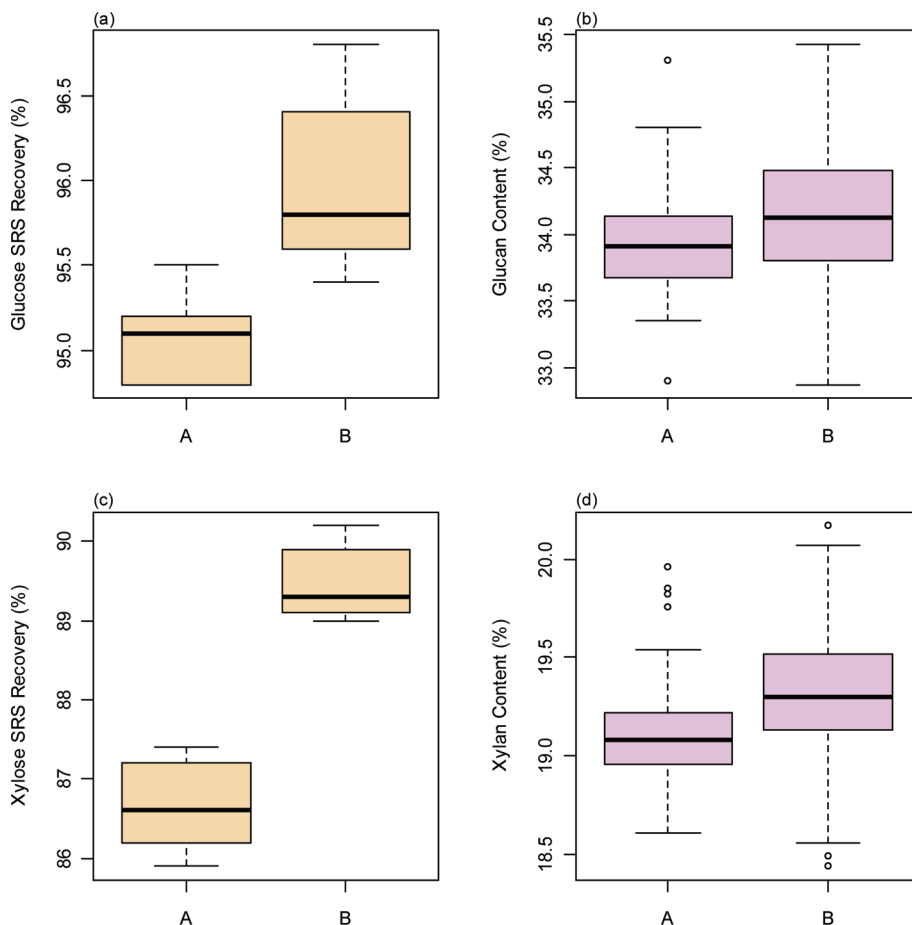 (a)
Glucose SRS Recovery (%)
96.5
96.0
95.5
95.0
A
B
(b)
Glucan Content (%)
35.5
35.0
34.5
34.0
33.5
33.0
A
B
(c)
Xylose SRS Recovery (%)
90
89
88
87
86
A
B
(d)
Xylan Content (%)
20.0
19.5
19.0
18.5
A
B